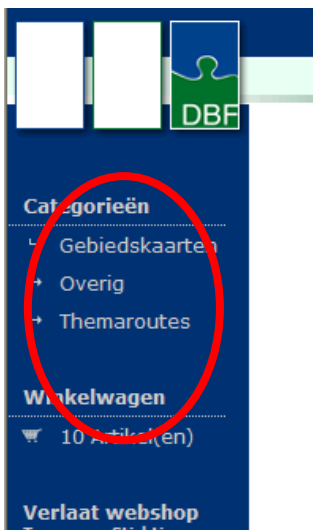 DBF
Categorieën
Gebiedskaarten
Overig
Themaroutes
Winkelwagen
10 Artikel(en)
Verlaat webshop